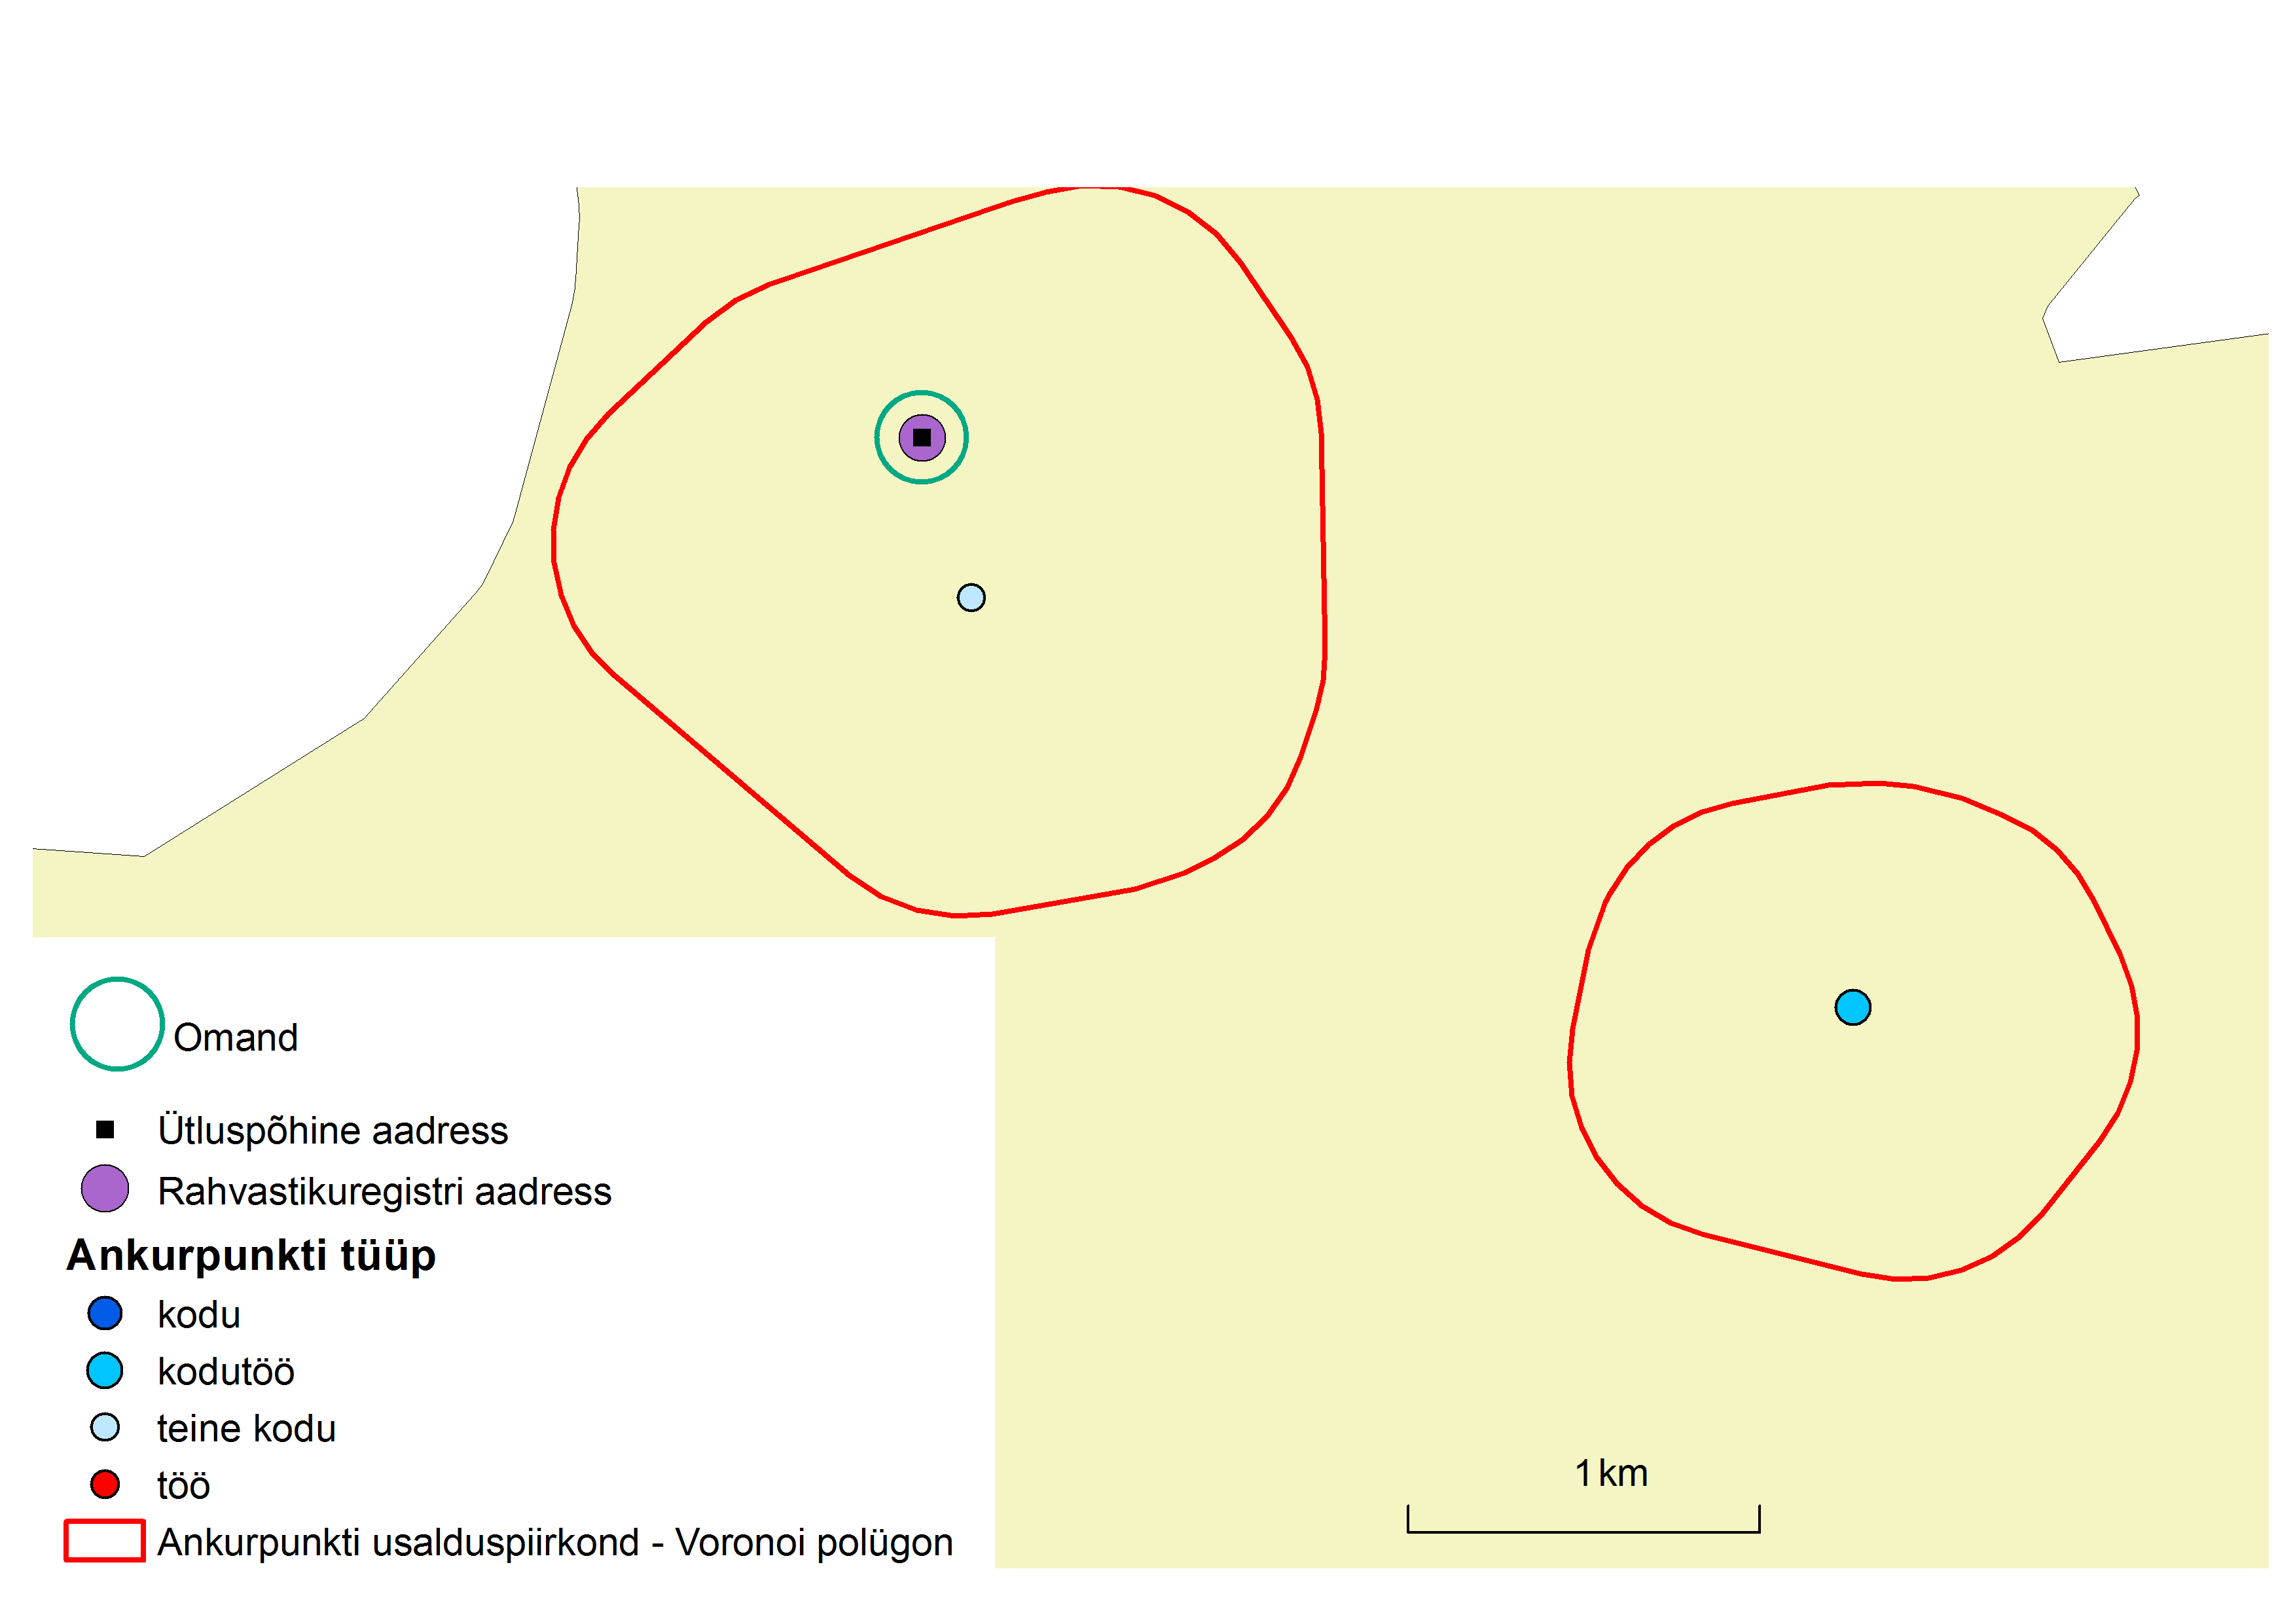 Omand
Ütluspõhine aadress
Rahvastikuregistri aadress
Ankurpunkti tüüp
kodu
kodutöö
teine kodu
töö
Ankurpunkti usalduspiirkond - Voronoi polügon
1 km